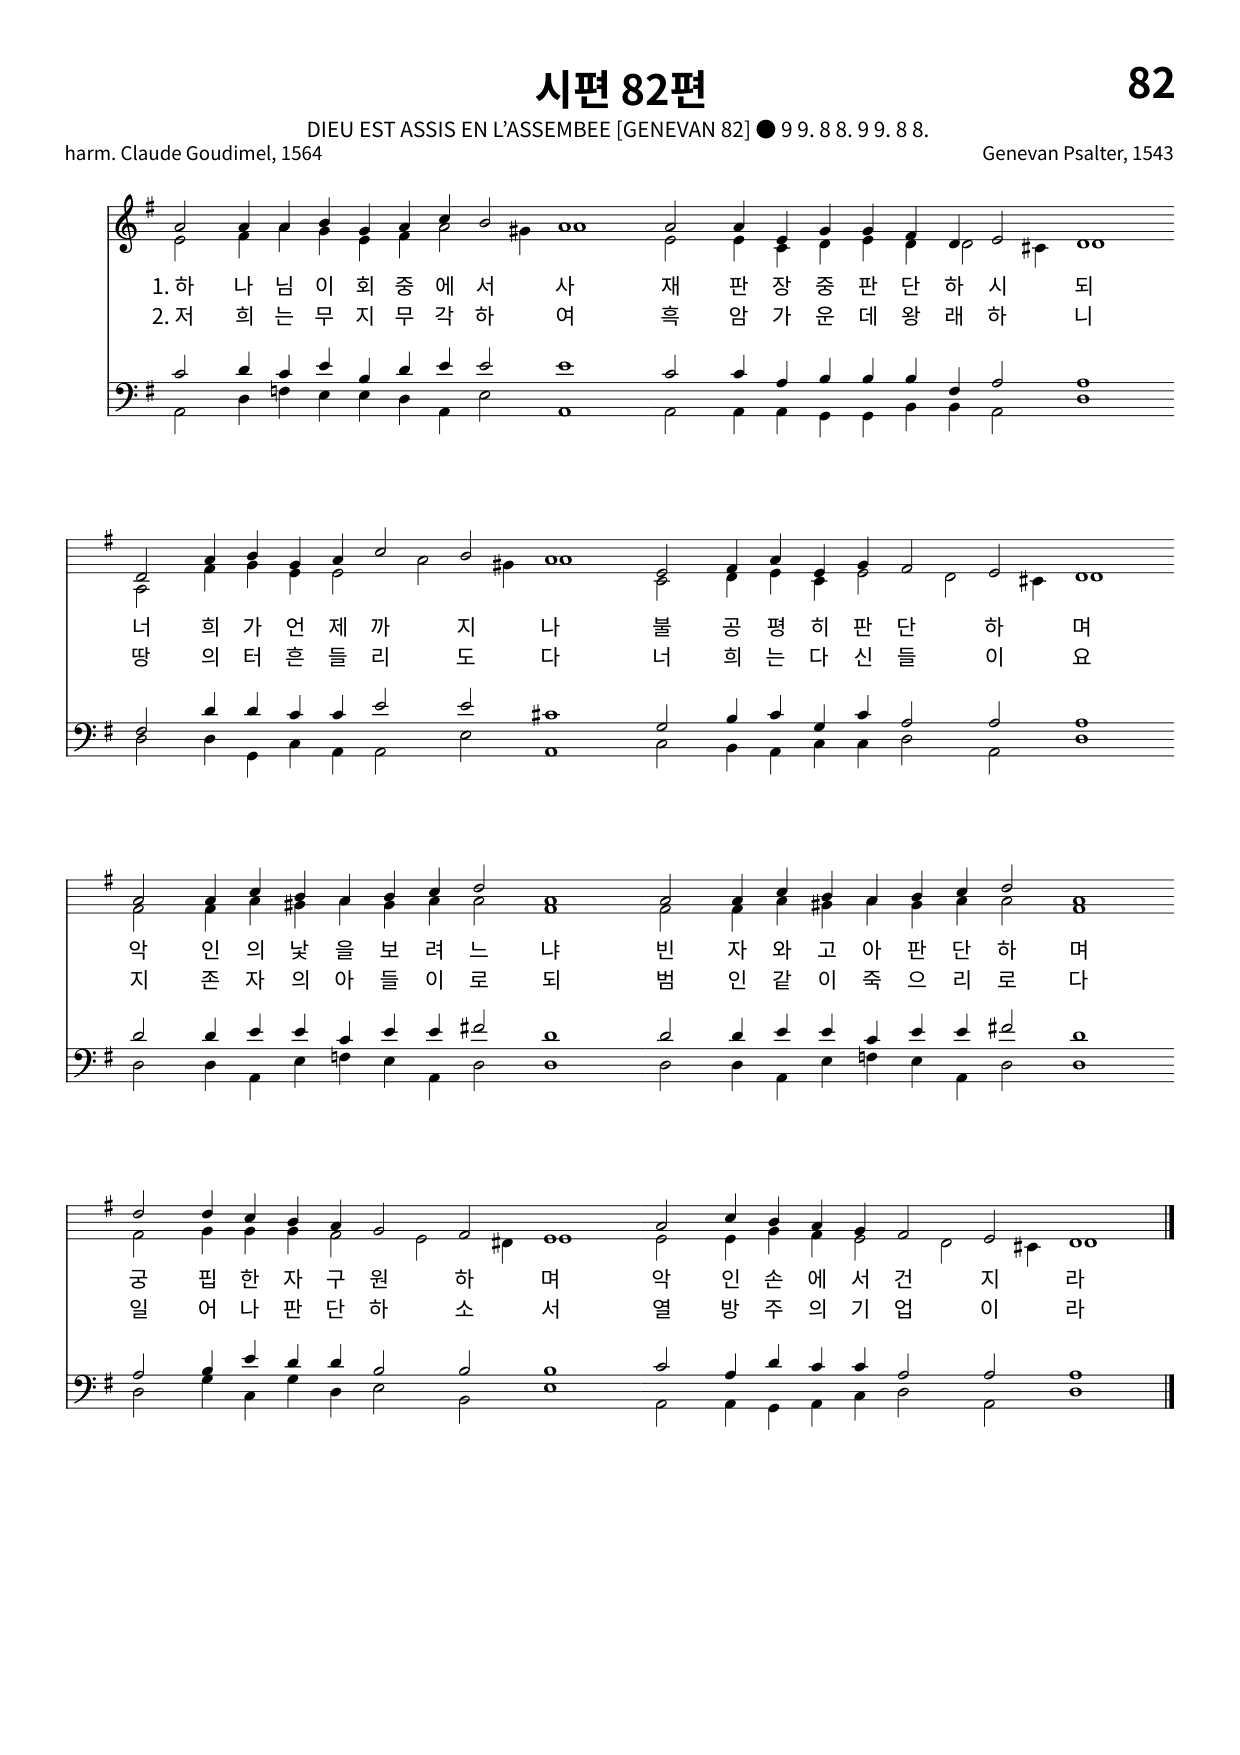 시편 82편
82
DIEU EST ASSIS EN L’ASSEMBEE [GENEVAN 82] ● 9 9. 8 8. 9 9. 8 8.
harm. Claude Goudimel, 1564
Genevan Psalter, 1543
1. 하 나 님 이 회 중 에 서 사 재 판 장 중 판 단 하 시 되
2. 저 희 는 무 지 무 각 하 여 흑 암 가 운 데 왕 래 하 니
너 희 가 언 제 까 지 나 불 공 평 히 판 단 하 며
땅 의 터 흔 들 리 도 다 너 희 는 다 신 들 이 요
악 인 의 낯 을 보 려 느 냐 빈 자 와 고 아 판 단 하 며
지 존 자 의 아 들 이 로 되 범 인 같 이 죽 으 리 로 다
궁 핍 한 자 구 원 하 며 악 인 손 에 서 건 지 라
일 어 나 판 단 하 소 서 열 방 주 의 기 업 이 라